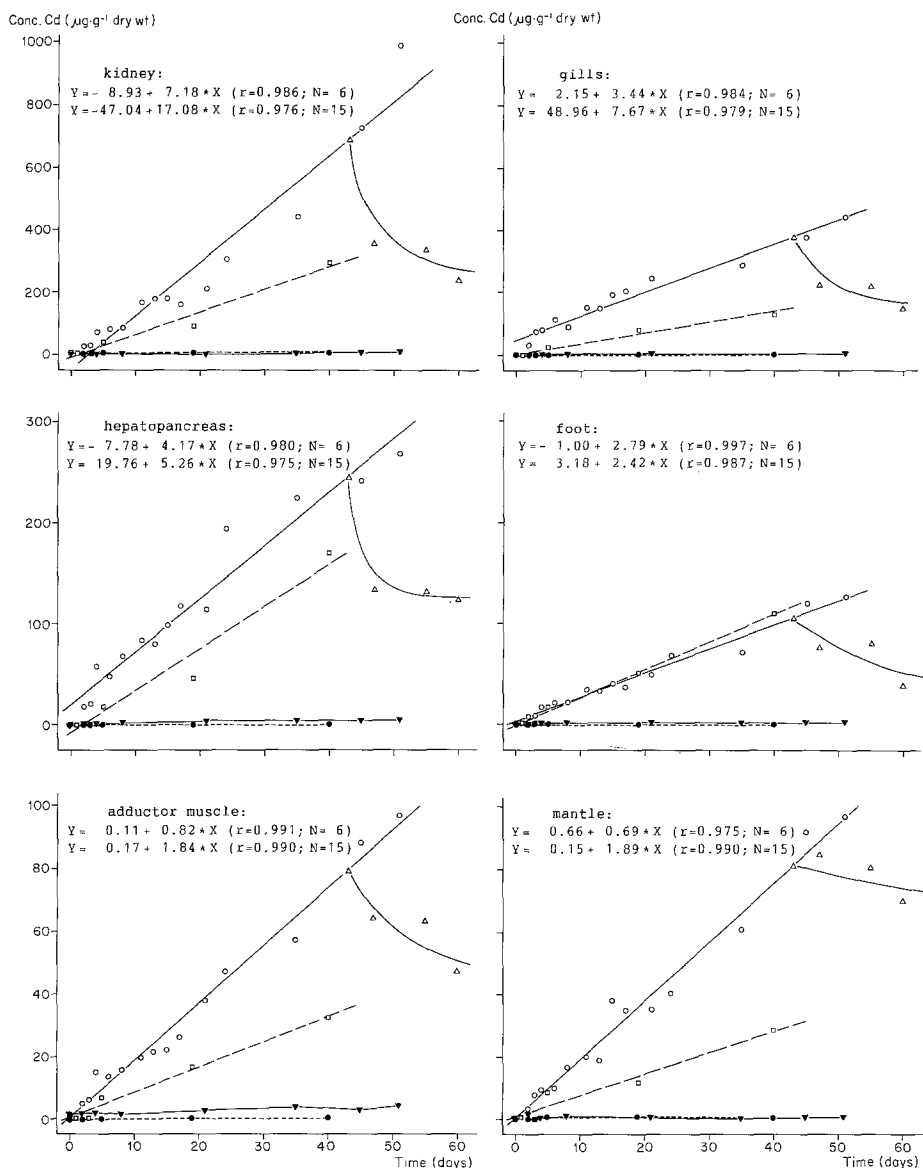 Conc. Cd (μg·g⁻¹ dry wt)
Conc. Cd (μg·g⁻¹ dry wt)
1000
800
600
400
200
0
kidney:
Y=- 8.93+ 7.18*X (r=0.986; N= 6)
Y=-47.04+17.08*X (r=0.976; N=15)
gills:
Y= 2.15+ 3.44*X (r=0.984; N= 6)
Y= 48.96+ 7.67*X (r=0.979; N=15)
300
200
100
0
hepatopancreas:
Y=- 7.78+ 4.17*X (r=0.980; N= 6)
Y= 19.76+ 5.26*X (r=0.975; N=15)
foot:
Y=- 1.00+ 2.79*X (r=0.997; N= 6)
Y= 3.18+ 2.42*X (r=0.987; N=15)
100
80
60
40
20
0
adductor muscle:
Y= 0.11+ 0.82*X (r=0.991; N= 6)
Y= 0.17+ 1.84*X (r=0.990; N=15)
mantle:
Y= 0.66+ 0.69*X (r=0.975; N= 6)
Y= 0.15+ 1.89*X (r=0.990; N=15)
0 10 20 30 40 50 60
Time (days)
0 10 20 30 40 50 60
Time (days)